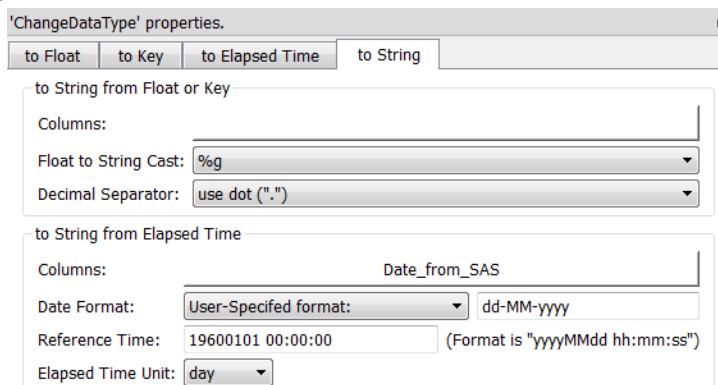 'ChangeDataType' properties.
to Float to Key to Elapsed Time to String
to String from Float or Key
Columns:
Float to String Cast: %g
Decimal Separator: use dot (".")
to String from Elapsed Time
Columns: Date_from_SAS
Date Format: User-Specifed format: dd-MM-yyyy
Reference Time: 19600101 00:00:00 (Format is "yyyyMMdd hh:mm:ss")
Elapsed Time Unit: day